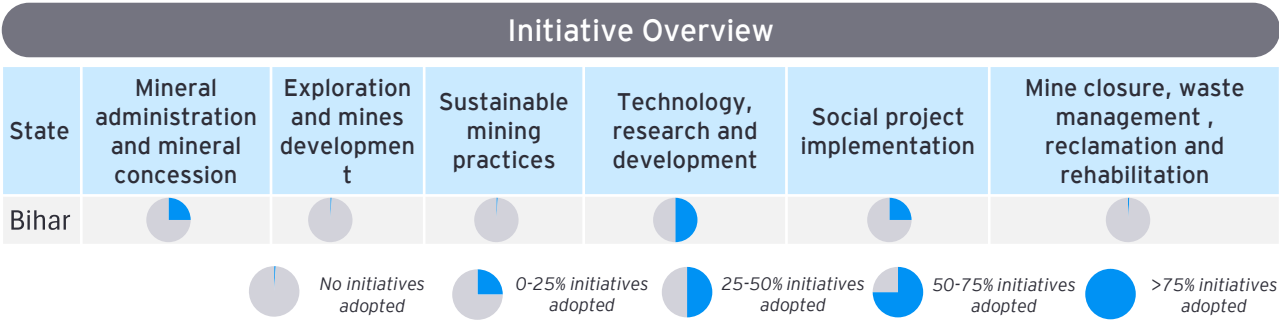 Initiative Overview
State
Mineral
administration
and mineral
concession
Exploration
and mines
developmen
t
Sustainable
mining
practices
Technology,
research and
development
Social project
implementation
Mine closure, waste
management ,
reclamation and
rehabilitation
Bihar
No initiatives
adopted
0-25% initiatives
adopted
25-50% initiatives
adopted
50-75% initiatives
adopted
>75% initiatives
adopted